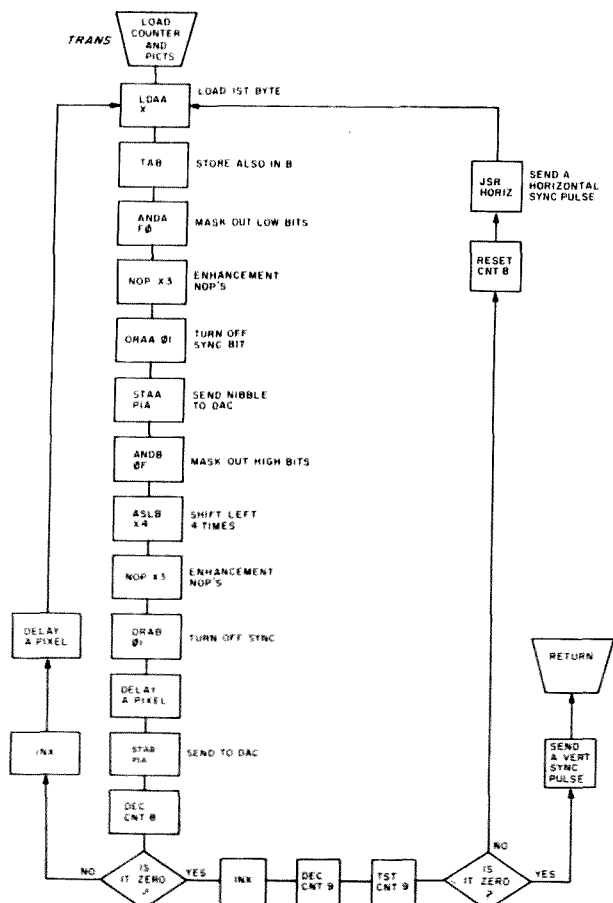 TRANS
LOAD
COUNTER
AND
PICTS
LDAA
X
LOAD 1ST BYTE
TAB
STORE ALSO IN B
ANDA
FØ
MASK OUT LOW BITS
NOP X3
ENHANCEMENT
NOP'S
ORAA Ø1
TURN OFF
SYNC BIT
STAA
PIA
SEND NIBBLE
TO DAC
ANDB
ØF
MASK OUT HIGH BITS
ASLB
X4
SHIFT LEFT
4 TIMES
NOP X3
ENHANCEMENT
NOP'S
ORAB
Ø1
TURN OFF SYNC
DELAY
A PIXEL
STAB
PIA
SEND TO DAC
DEC
CNT 8
IS
IT ZERO
?
NO
YES
INX
DELAY
A PIXEL
INX
DEC
CNT 9
TST
CNT 9
IS
IT ZERO
?
NO
YES
RESET
CNT 8
JSR
HORIZ
SEND A
HORIZONTAL
SYNC PULSE
SEND
A VERT
SYNC
PULSE
RETURN